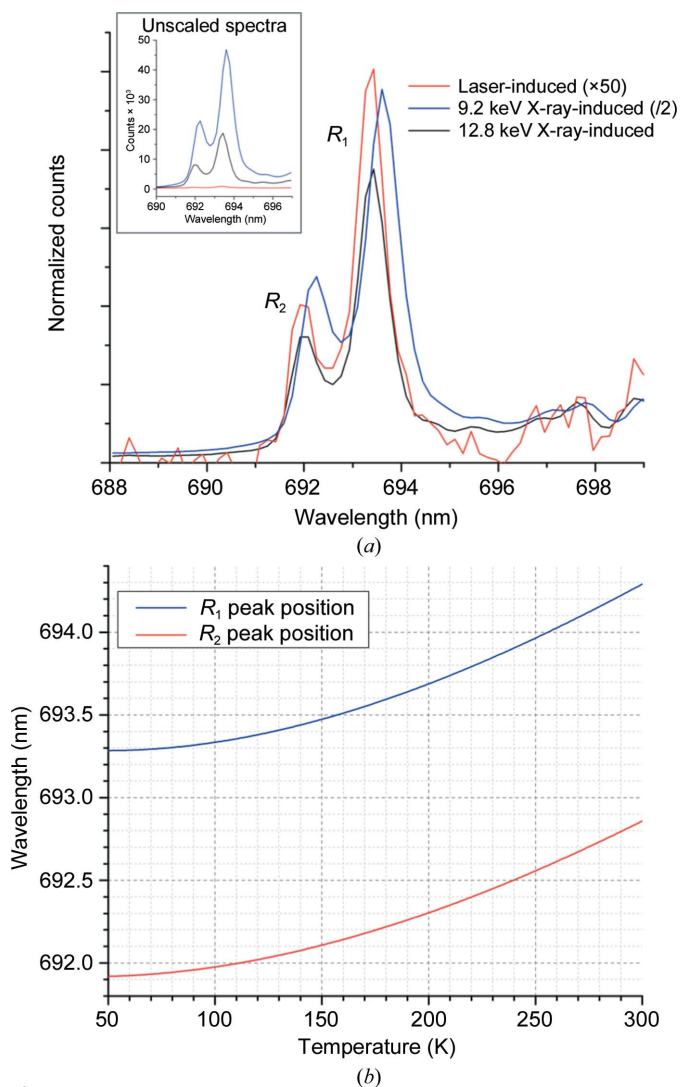 Unscaled spectra
50
40
30
20
10
0
Counts × 10³
690 692 694 696
Wavelength (nm)
Laser-induced (×50)
9.2 keV X-ray-induced (/2)
12.8 keV X-ray-induced
R₁
R₂
Normalized counts
688 690 692 694 696 698
Wavelength (nm)
(a)
R₁ peak position
R₂ peak position
694.0
693.5
693.0
692.5
692.0
Wavelength (nm)
50 100 150 200 250 300
Temperature (K)
(b)